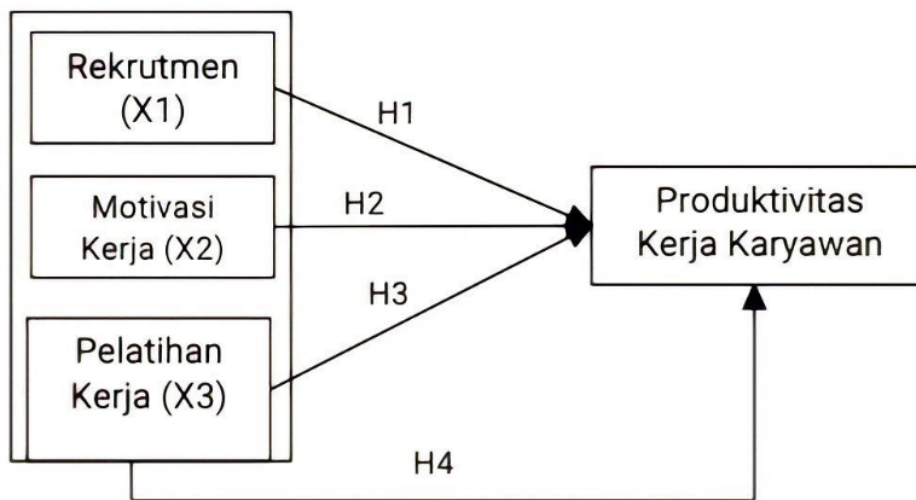 Rekrutmen
(X1)
H1
Motivasi
Kerja (X2)
H2
Produktivitas
Kerja Karyawan
H3
Pelatihan
Kerja (X3)
H4